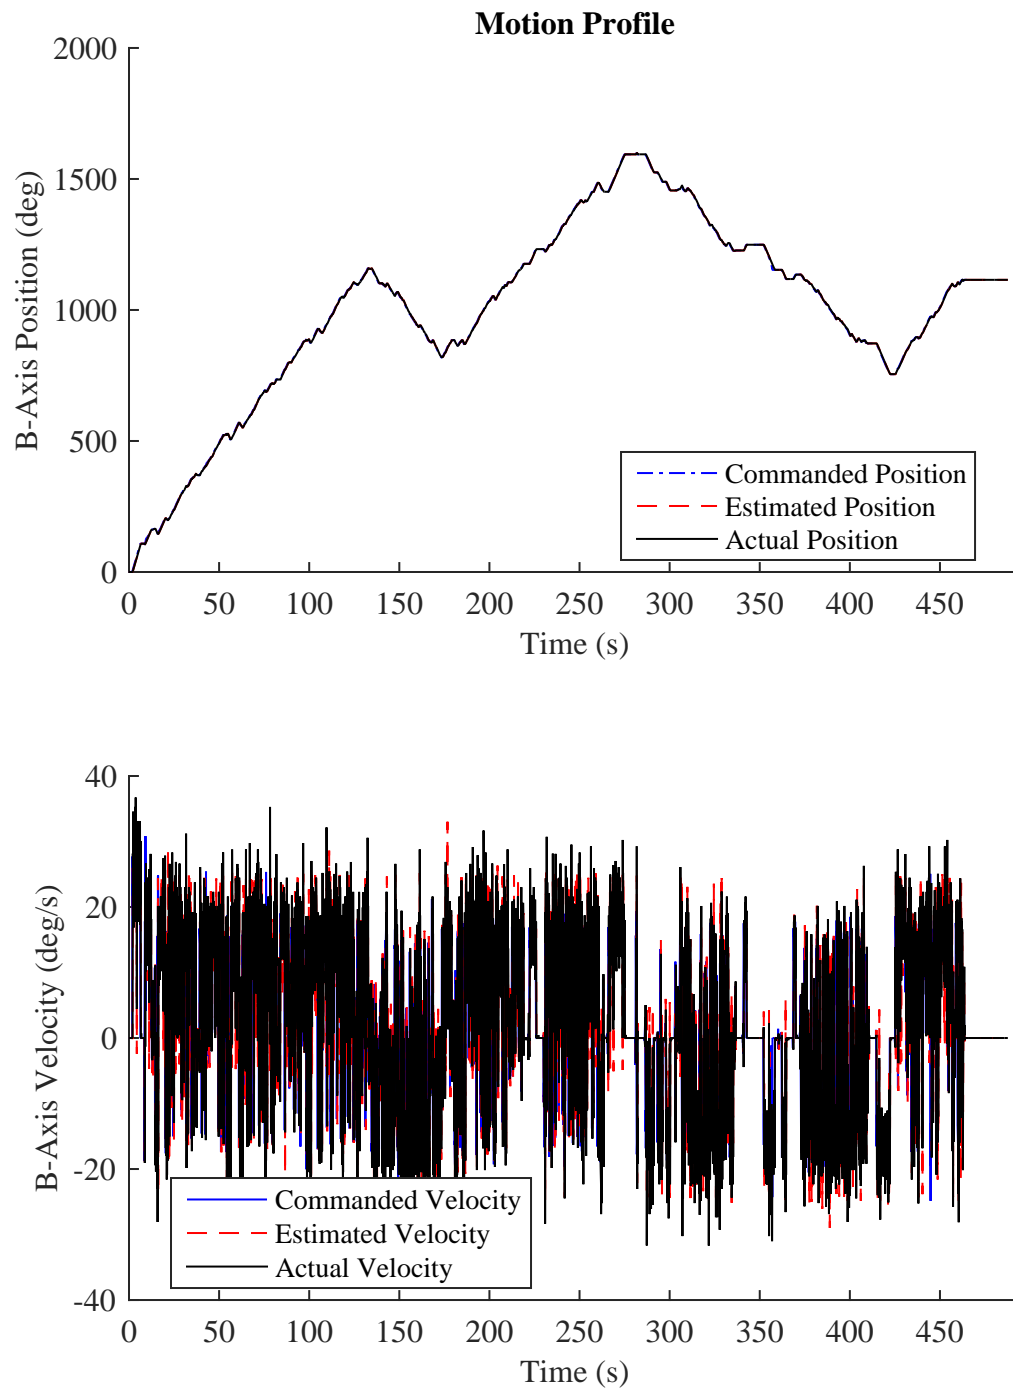 Motion Profile
2000
1500
1000
500
0
B-Axis Position (deg)
Commanded Position
Estimated Position
Actual Position
0 50 100 150 200 250 300 350 400 450
Time (s)
40
20
0
-20
-40
B-Axis Velocity (deg/s)
Commanded Velocity
Estimated Velocity
Actual Velocity
0 50 100 150 200 250 300 350 400 450
Time (s)